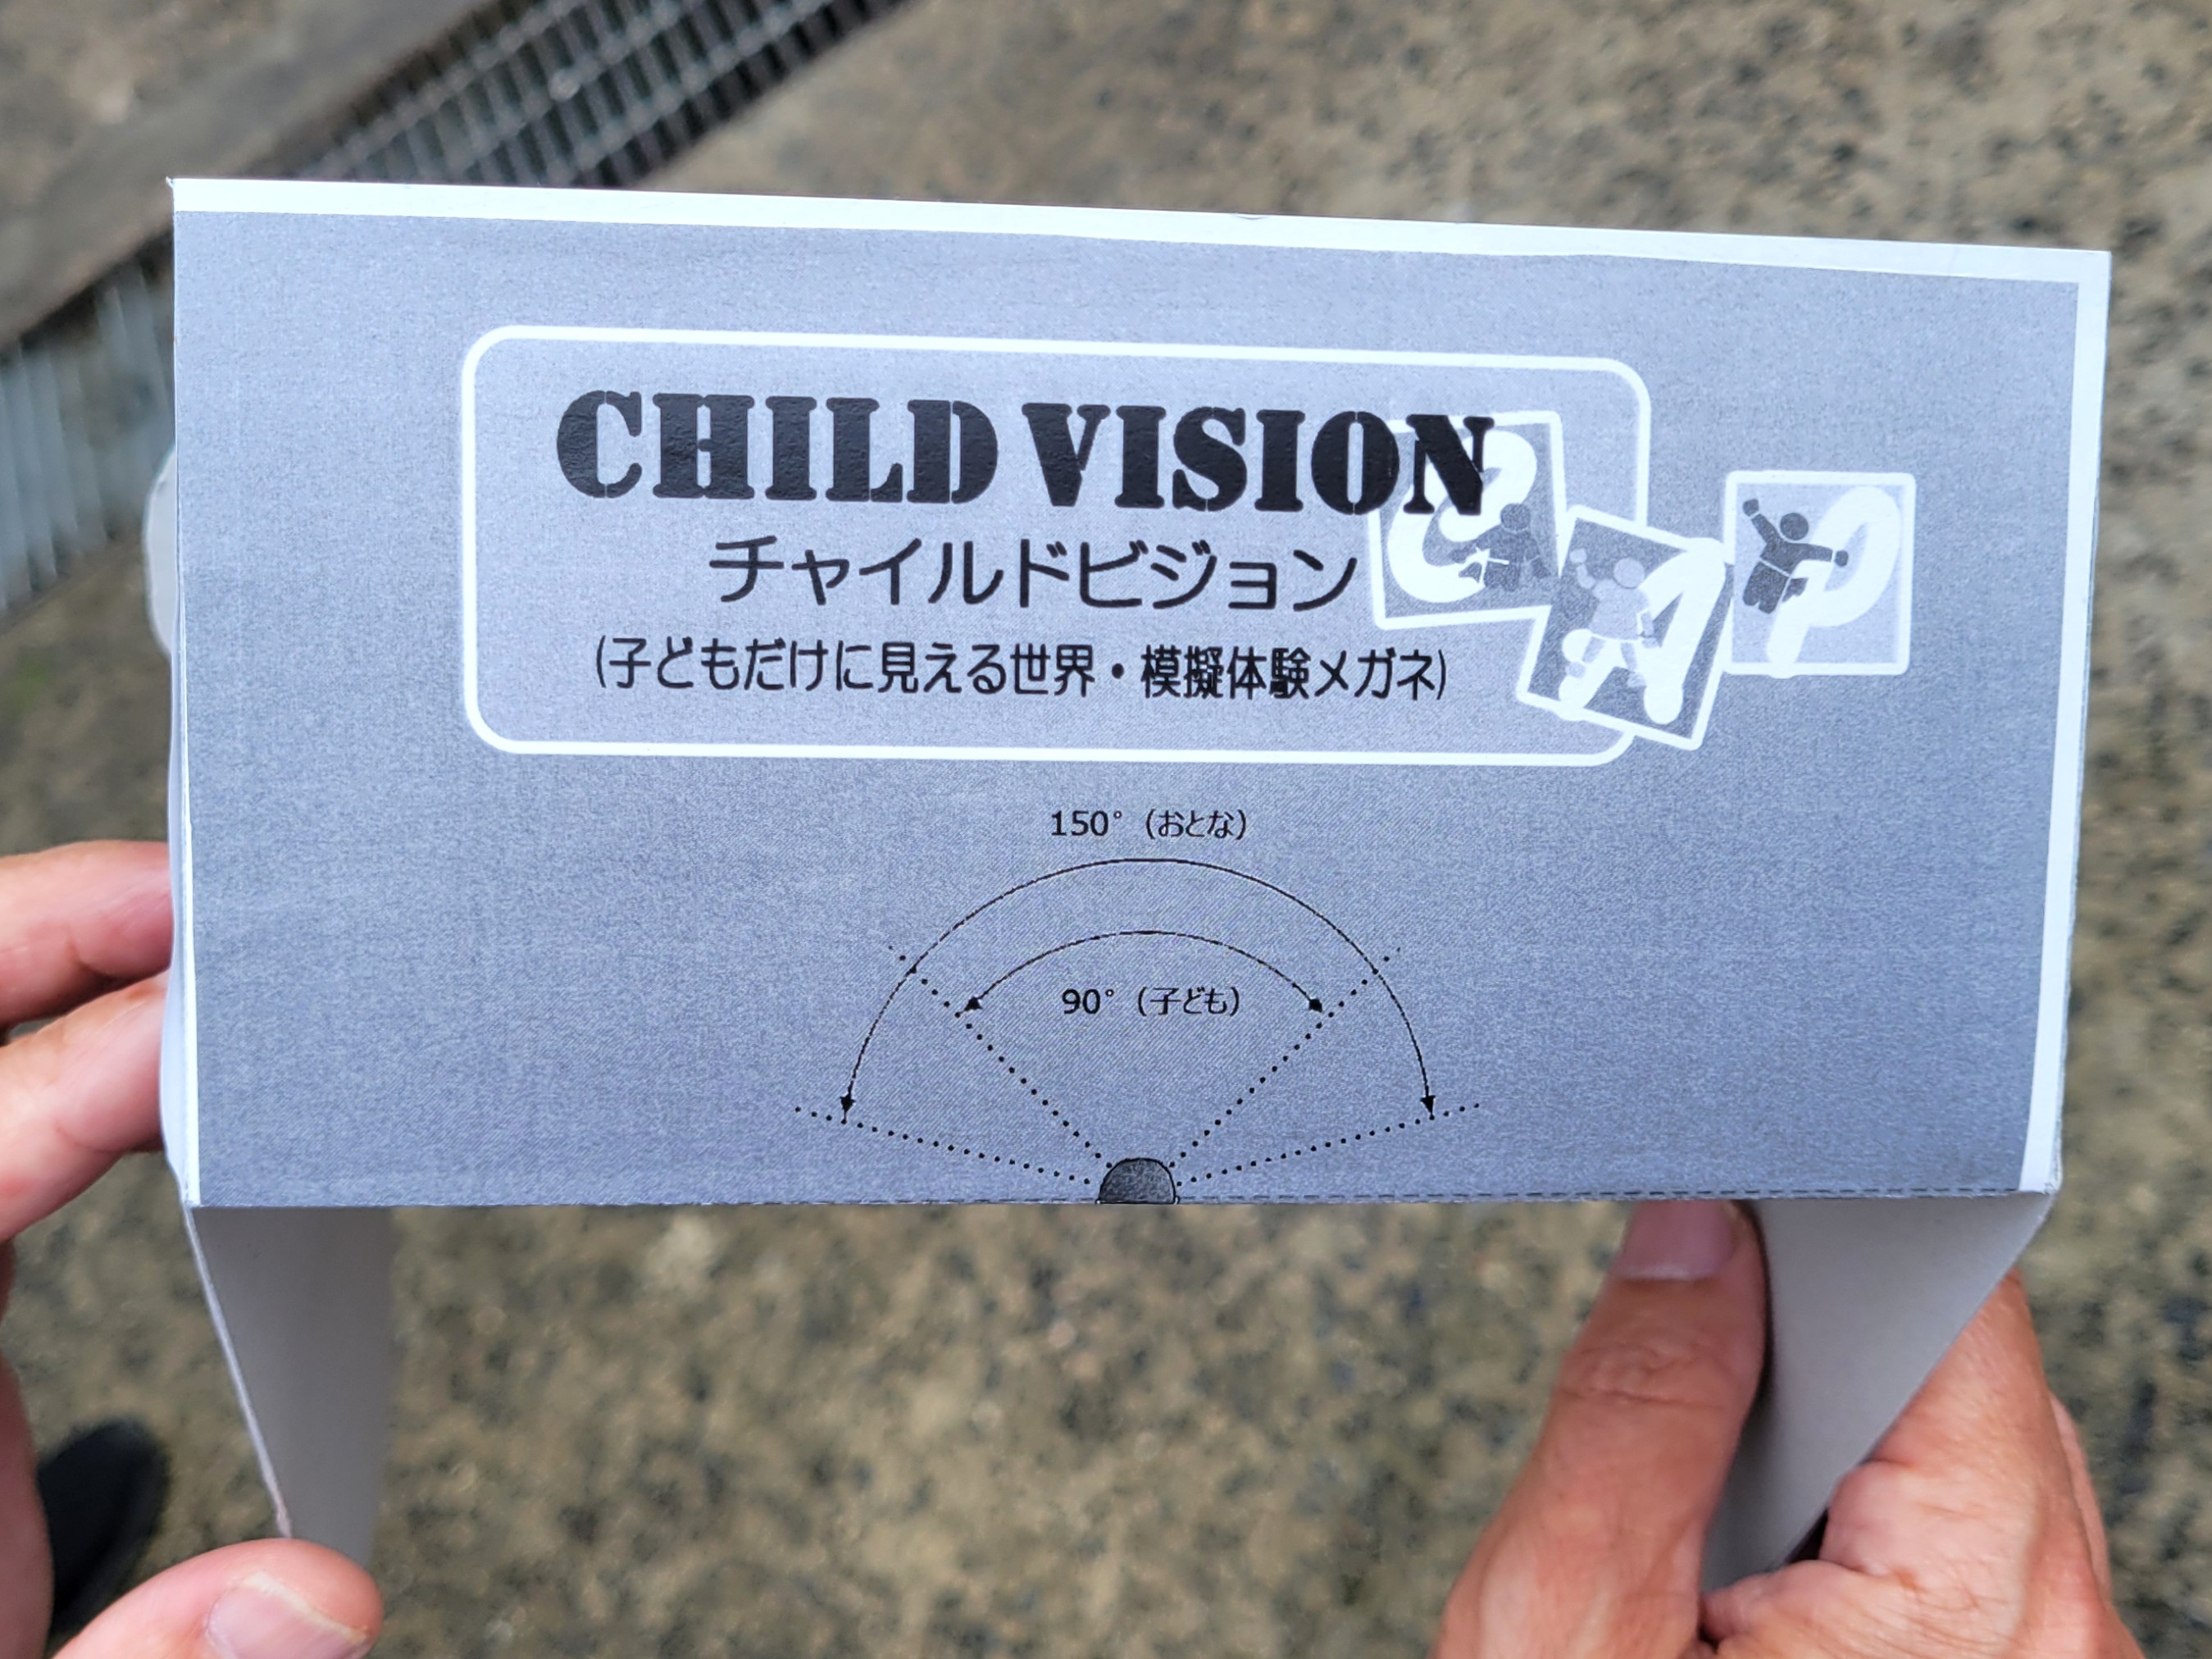 CHILD VISION
チャイルドビジョン
(子どもだけに見える世界・模擬体験メガネ)
150°(おとな)
90°(子ども)